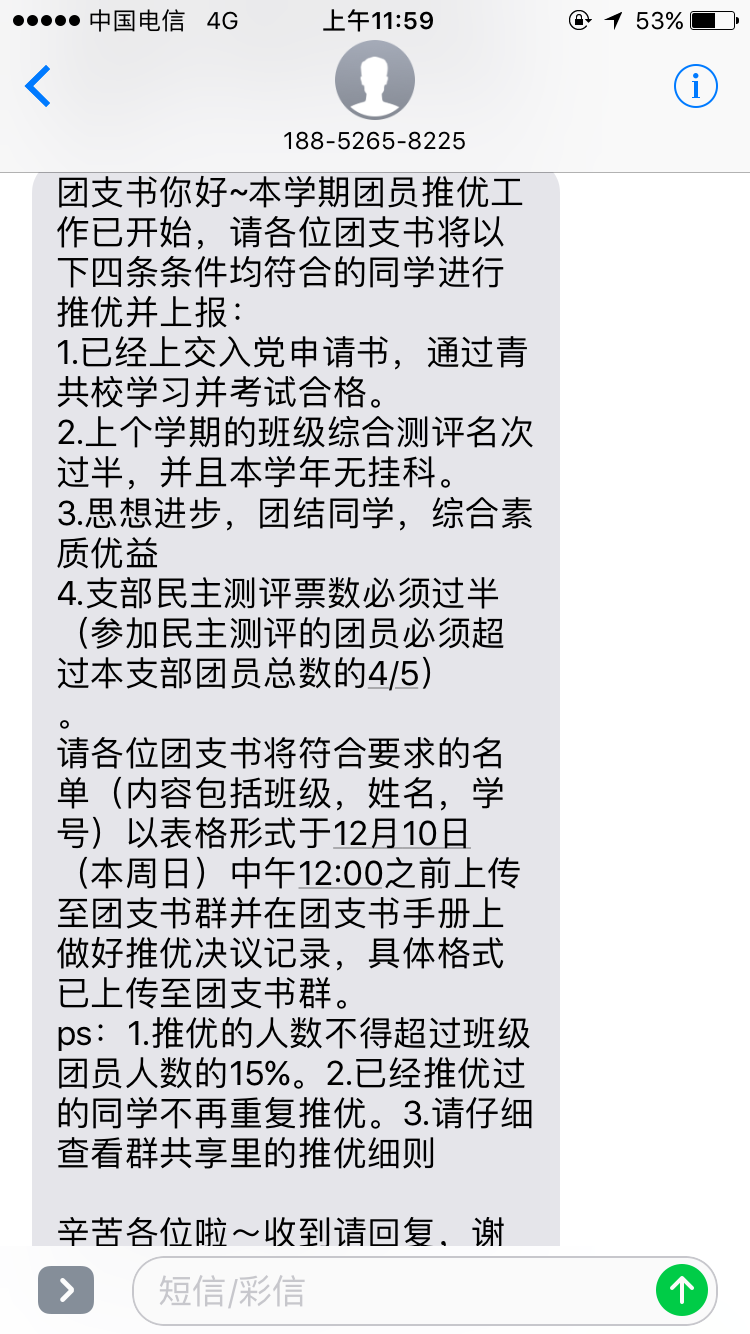 中国电信 4G 上午11:59 53%
188-5265-8225
团支书你好~本学期团员推优工
作已开始，请各位团支书将以
下四条条件均符合的同学进行
推优并上报：
1.已经上交入党申请书，通过青
共校学习并考试合格。
2.上个学期的班级综合测评名次
过半，并且本学年无挂科。
3.思想进步，团结同学，综合素
质优益
4.支部民主测评票数必须过半
（参加民主测评的团员必须超
过本支部团员总数的4/5）
。
请各位团支书将符合要求的名
单（内容包括班级，姓名，学
号）以表格形式于12月10日
（本周日）中午12:00之前上传
至团支书群并在团支书手册上
做好推优决议记录，具体格式
已上传至团支书群。
ps：1.推优的人数不得超过班级
团员人数的15%。2.已经推优过
的同学不再重复推优。3.请仔细
查看群共享里的推优细则
辛苦各位啦～收到请回复，谢
短信/彩信